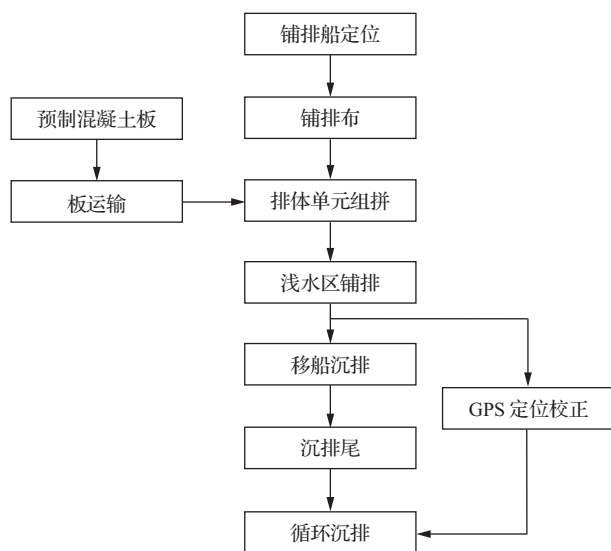 铺排船定位
预制混凝土板
铺排布
板运输
排体单元组拼
浅水区铺排
移船沉排
GPS 定位校正
沉排尾
循环沉排